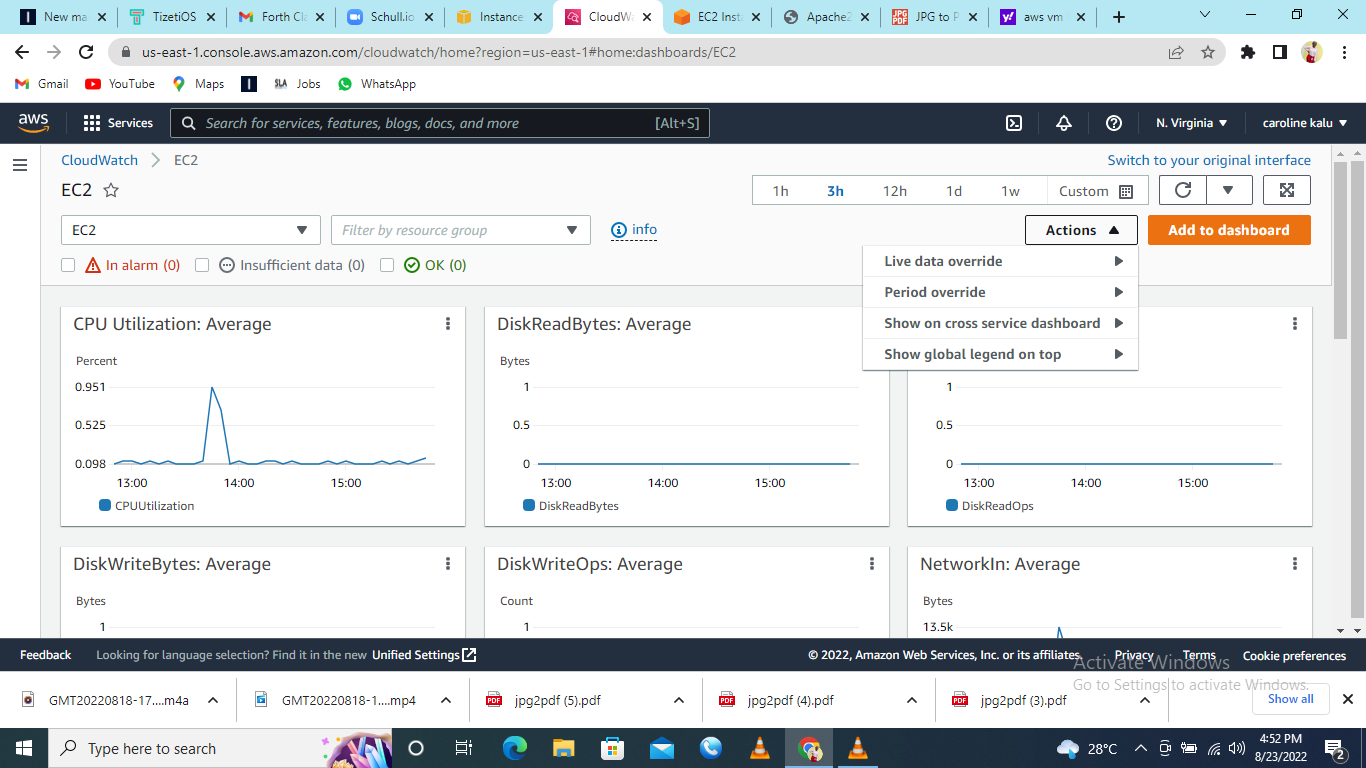 New ma
TizetiOS
Forth Cl
Schull.io
Instance
CloudWa
EC2 Inst
Apache2
JPG to P
aws vm
us-east-1.console.aws.amazon.com/cloudwatch/home?region=us-east-1#home:dashboards/EC2
Gmail
YouTube
Maps
SLA Jobs
WhatsApp
aws
Services
Search for services, features, blogs, docs, and more [Alt+S]
N. Virginia
caroline kalu
CloudWatch
EC2
Switch to your original interface
EC2
1h 3h 12h 1d 1w Custom
EC2
Filter by resource group
info
Actions
Add to dashboard
In alarm (0)
Insufficient data (0)
OK (0)
Live data override
Period override
Show on cross service dashboard
Show global legend on top
CPU Utilization: Average
Percent
0.951
0.525
0.098
13:00 14:00 15:00
CPUUtilization
DiskReadBytes: Average
Bytes
1
0.5
0
13:00 14:00 15:00
DiskReadBytes
1
0.5
0
13:00 14:00 15:00
DiskReadOps
DiskWriteBytes: Average
Bytes
1
DiskWriteOps: Average
Count
1
NetworkIn: Average
Bytes
13.5k
Feedback
Looking for language selection? Find it in the new Unified Settings
© 2022, Amazon Web Services, Inc. or its affiliates.
Privacy
Terms
Cookie preferences
Activate Windows
Go to Settings to activate Windows.
GMT20220818-17....m4a
GMT20220818-1....mp4
jpg2pdf (5).pdf
jpg2pdf (4).pdf
jpg2pdf (3).pdf
Show all
Type here to search
28°C
4:52 PM
8/23/2022
2